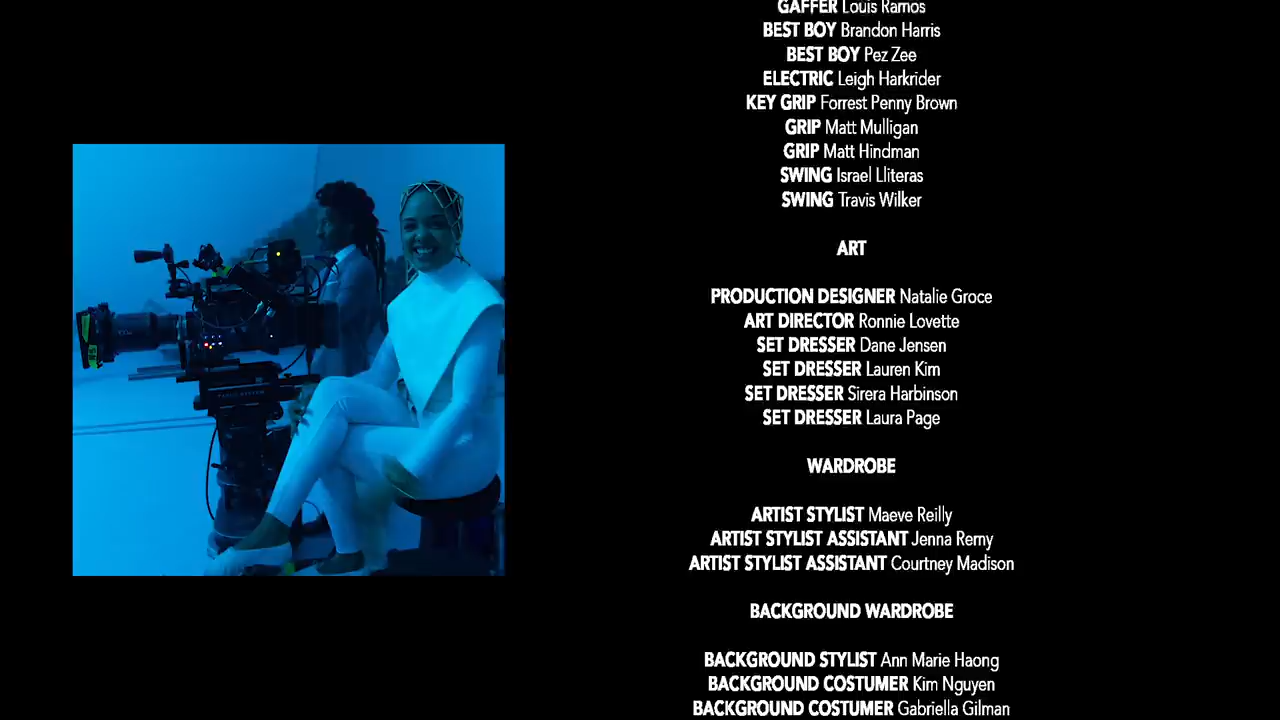 GAFFER Louis Ramos
BEST BOY Brandon Harris
BEST BOY Pez Zee
ELECTRIC Leigh Harkrider
KEY GRIP Forrest Penny Brown
GRIP Matt Mulligan
GRIP Matt Hindman
SWING Israel Lliteras
SWING Travis Wilker
ART
PRODUCTION DESIGNER Natalie Groce
ART DIRECTOR Ronnie Lovette
SET DRESSER Dane Jensen
SET DRESSER Lauren Kim
SET DRESSER Sirera Harbinson
SET DRESSER Laura Page
WARDROBE
ARTIST STYLIST Maeve Reilly
ARTIST STYLIST ASSISTANT Jenna Remy
ARTIST STYLIST ASSISTANT Courtney Madison
BACKGROUND WARDROBE
BACKGROUND STYLIST Ann Marie Haong
BACKGROUND COSTUMER Kim Nguyen
BACKGROUND COSTUMER Gabriella Gilman